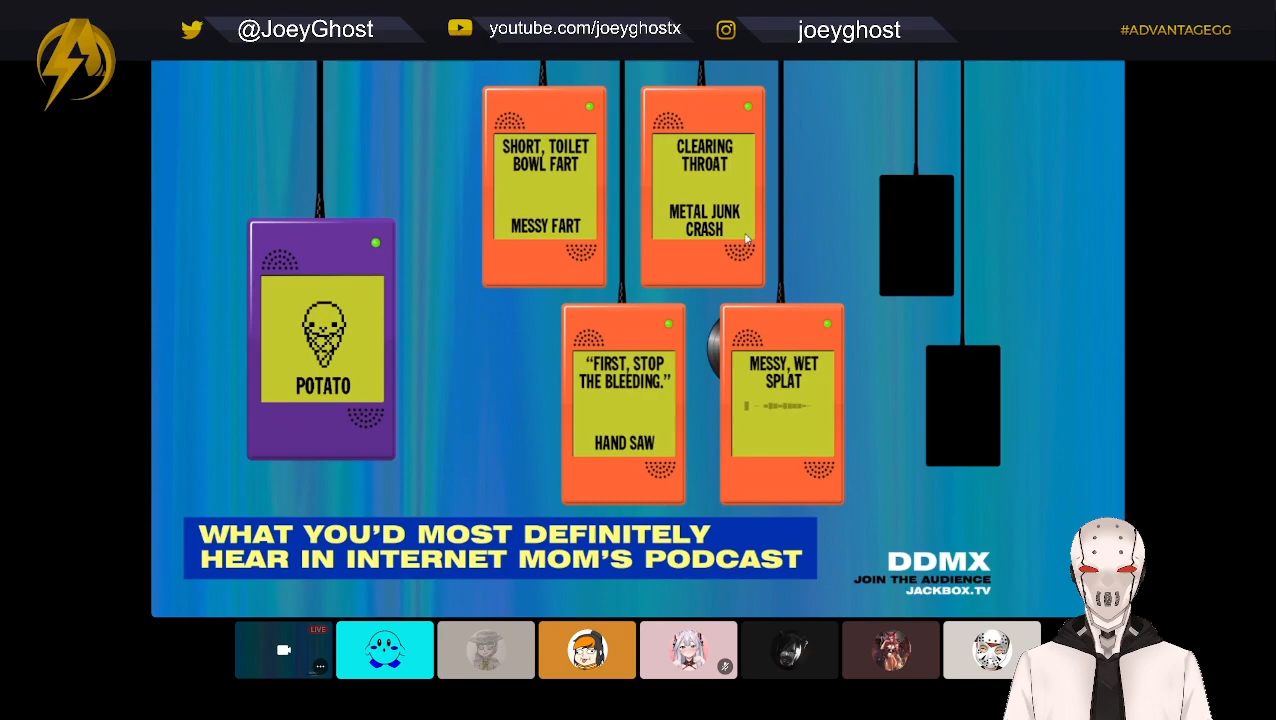 @JoeyGhost
youtube.com/joeyghostx
joeyghost
#ADVANTAGEGG
SHORT, TOILET
BOWL FART
MESSY FART
CLEARING
THROAT
METAL JUNK
CRASH
POTATO
“FIRST, STOP
THE BLEEDING.”
HAND SAW
MESSY, WET
SPLAT
WHAT YOU'D MOST DEFINITELY
HEAR IN INTERNET MOM'S PODCAST
DDMX
JOIN THE AUDIENCE
JACKBOX.TV
LIVE